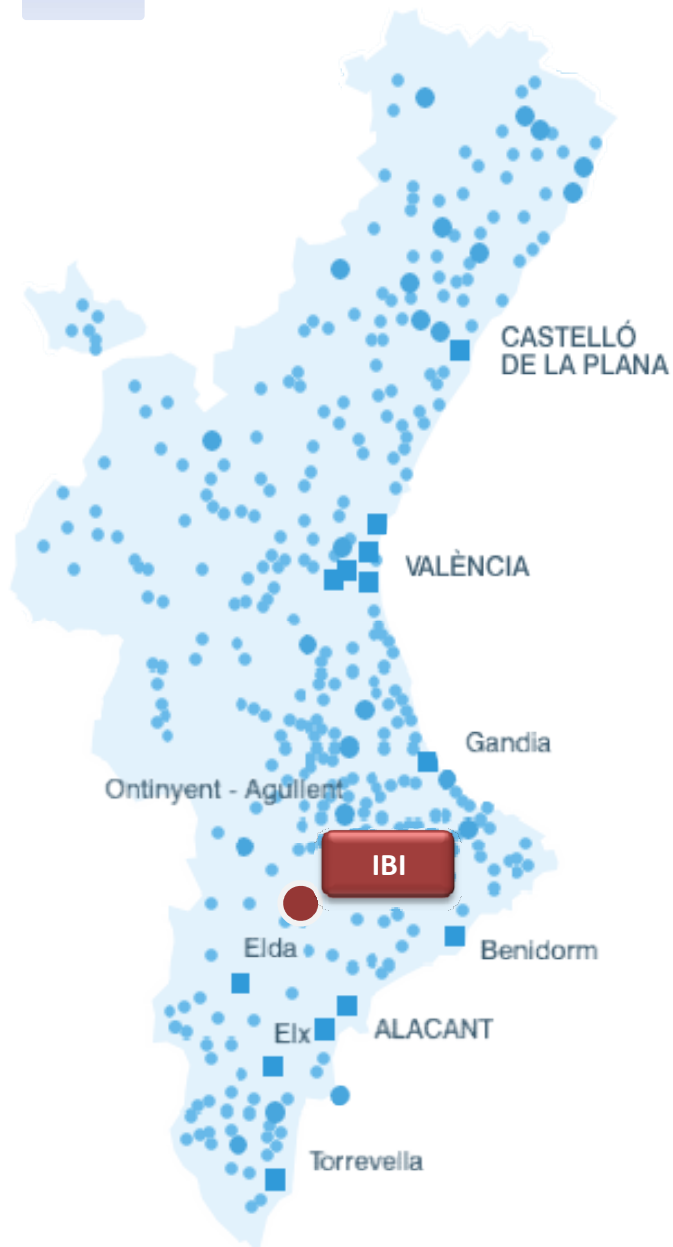 CASTELLÓ
DE LA PLANA
VALÈNCIA
Gandia
Ontinyent - Agullent
IBI
Elda
Benidorm
Elx
ALACANT
Torrevella